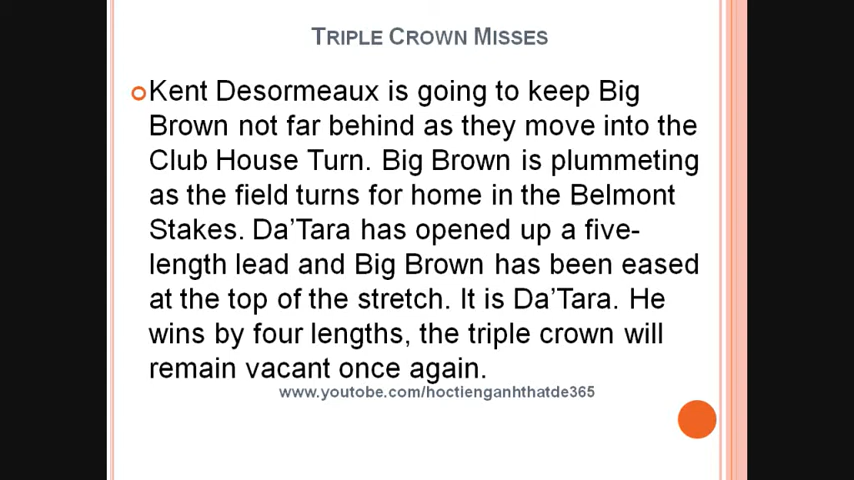 TRIPLE CROWN MISSES
Kent Desormeaux is going to keep Big
Brown not far behind as they move into the
Club House Turn. Big Brown is plummeting
as the field turns for home in the Belmont
Stakes. Da’Tara has opened up a five-
length lead and Big Brown has been eased
at the top of the stretch. It is Da’Tara. He
wins by four lengths, the triple crown will
remain vacant once again.
www.youtube.com/hoctienganhthatde365